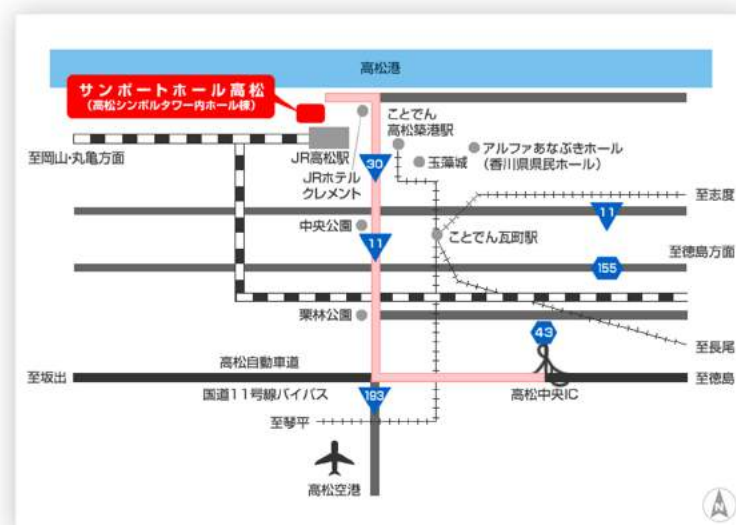 高松港
サンポートホール高松
(高松シンボルタワー内ホール棟)
ことでん
高松築港駅
アルファあなぶきホール
(香川県県民ホール)
玉藻城
至岡山・丸亀方面
JR高松駅
JRホテル
クレメント
30
至志度
中央公園
11
11
ことでん瓦町駅
至徳島方面
155
栗林公園
43
至長尾
高松自動車道
至坂出
至徳島
国道11号線バイパス
193
高松中央IC
至琴平
高松空港
N